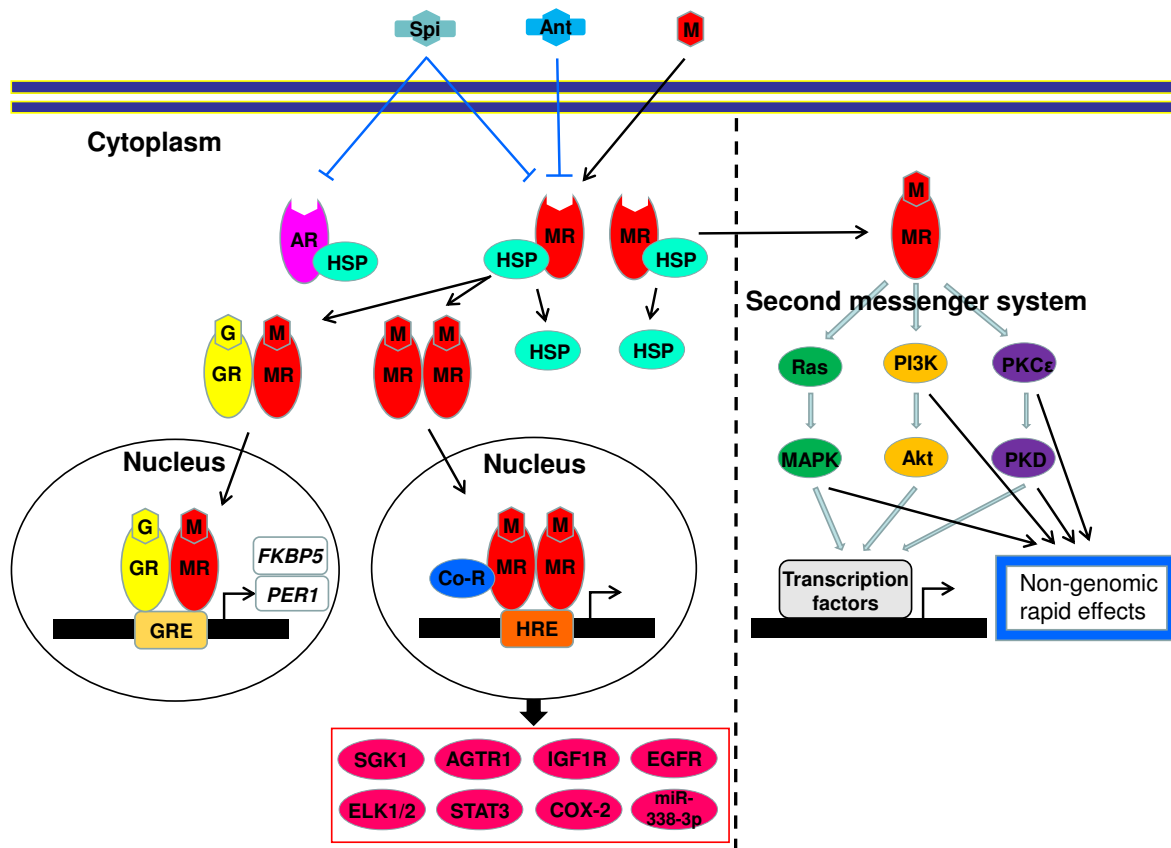 Spi
Ant
M
Cytoplasm
AR
HSP
HSP
MR
MR
HSP
M
MR
Second messenger system
G
GR
M
MR
M
MR
M
MR
HSP
HSP
Ras
PI3K
PKCε
MAPK
Akt
PKD
Nucleus
G
GR
M
MR
GRE
FKBP5
PER1
Nucleus
Co-R
M
MR
M
MR
HRE
Transcription
factors
Non-genomic
rapid effects
SGK1
AGTR1
IGF1R
EGFR
ELK1/2
STAT3
COX-2
miR-
338-3p